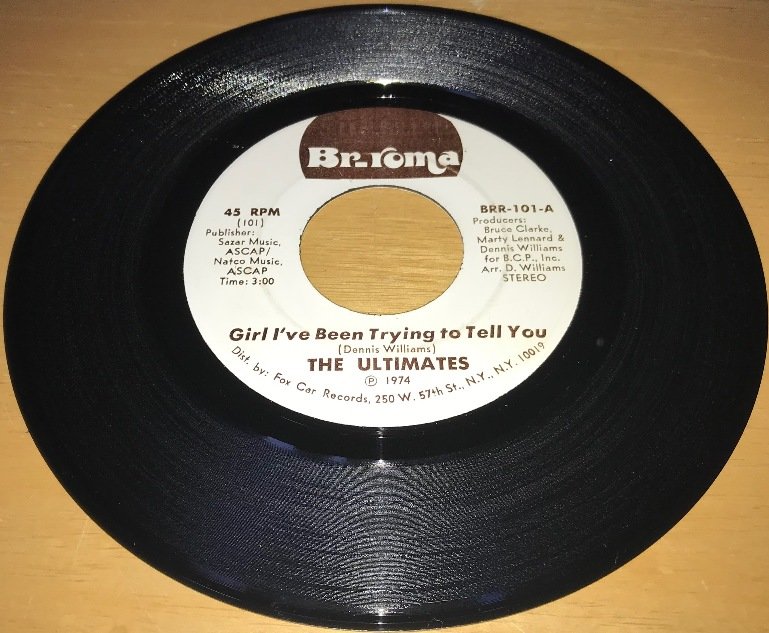 Br-roma
45 RPM
(101)
Publisher:
Sazar Music,
ASCAP/
Natco Music,
ASCAP
Time: 3:00
BRR-101-A
Producers:
Bruce Clarke,
Marty Lennard &
Dennis Williams
for B.C.P., Inc.
Arr. D. Williams
STEREO
Girl I've Been Trying to Tell You
(Dennis Williams)
THE ULTIMATES
℗ 1974
Dist. by: Fox Car Records, 250 W. 57th St., N.Y., N.Y. 10019